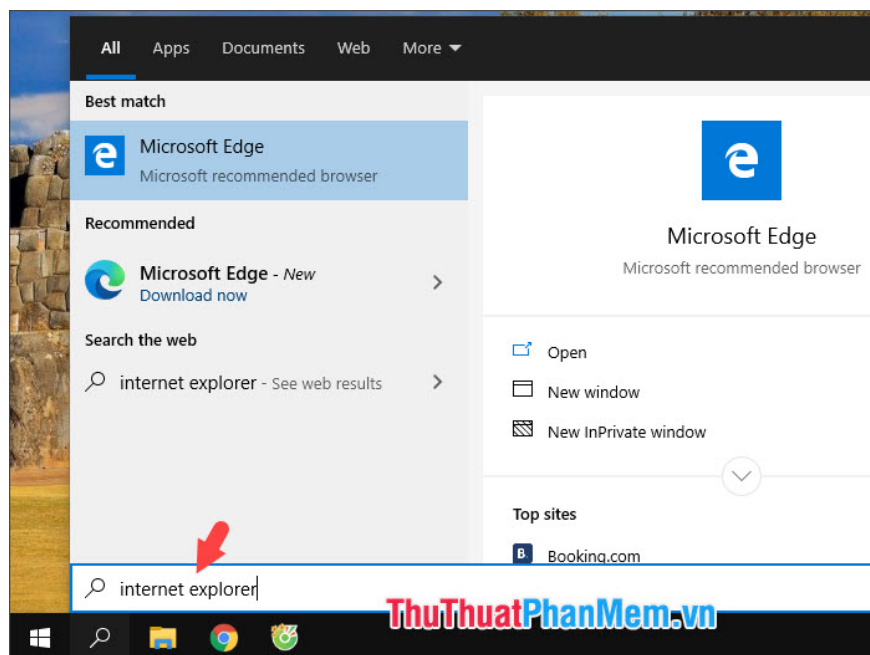 All Apps Documents Web More
Best match
Microsoft Edge
Microsoft recommended browser
Recommended
Microsoft Edge - New
Download now
Search the web
internet explorer - See web results
Microsoft Edge
Microsoft recommended browser
Open
New window
New InPrivate window
Top sites
B. Booking.com
internet explorer
ThuThuatPhanMem.vn